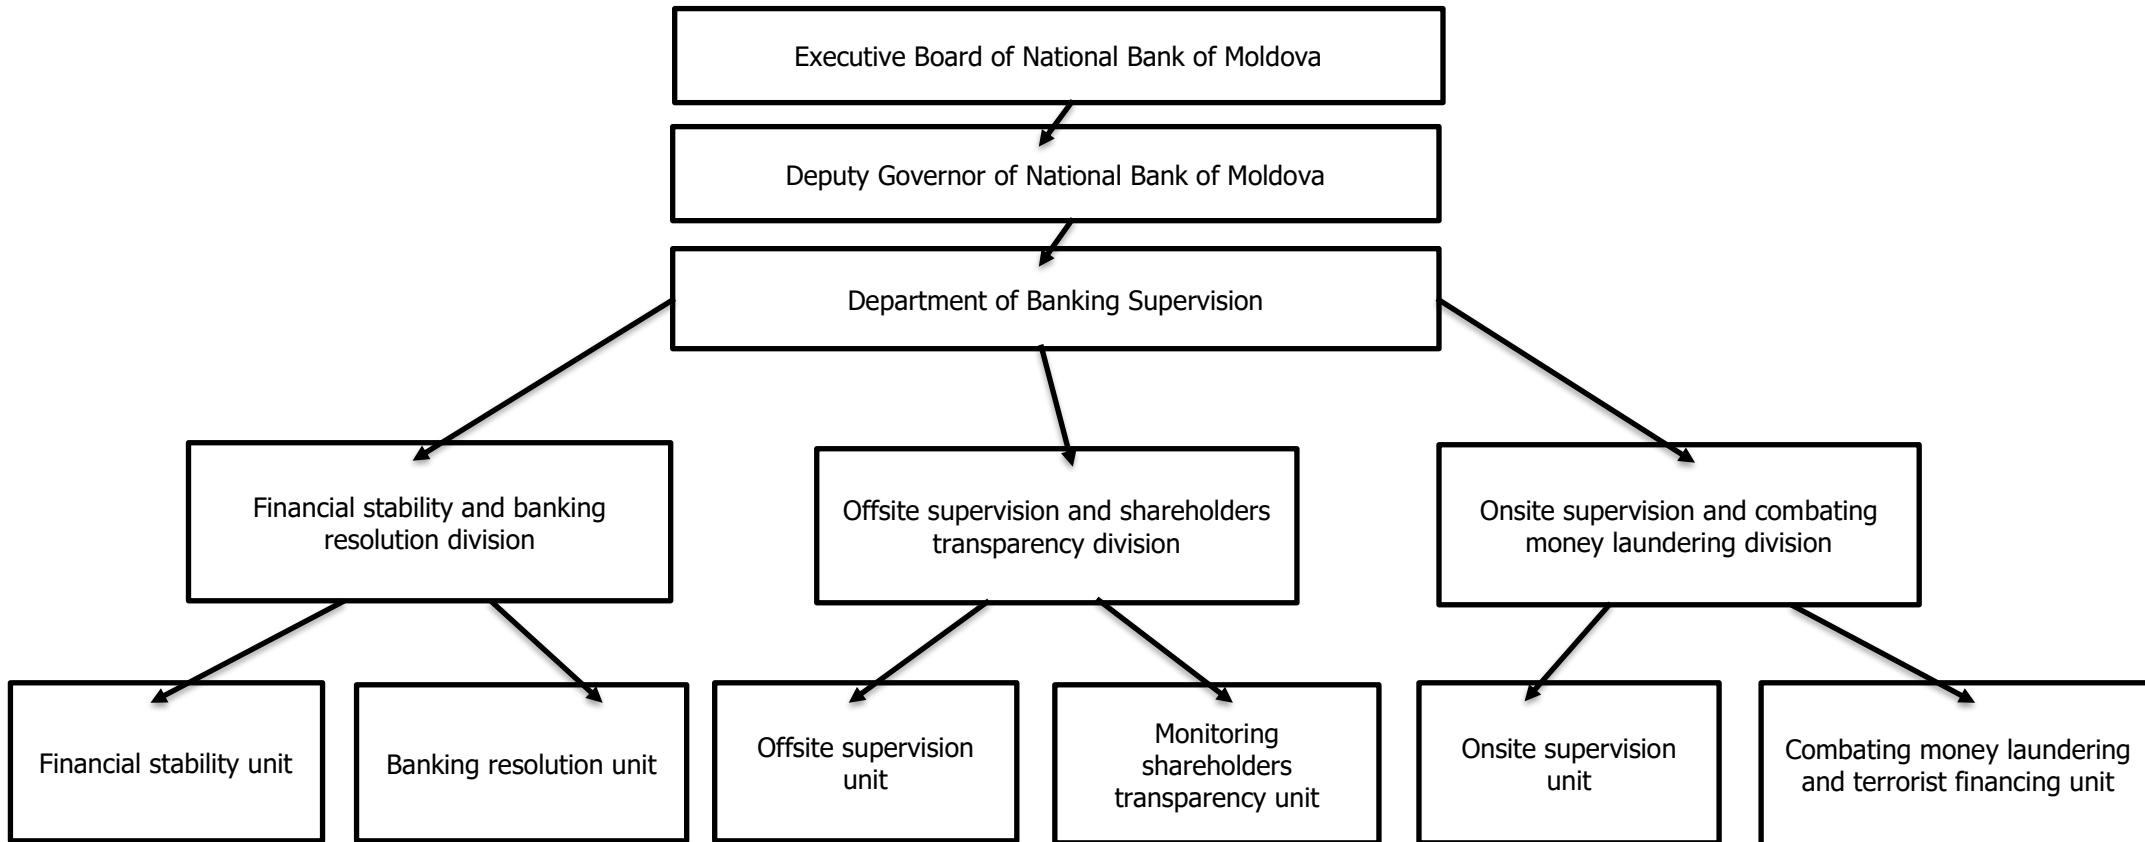 Executive Board of National Bank of Moldova
Deputy Governor of National Bank of Moldova
Department of Banking Supervision
Financial stability and banking
resolution division
Offsite supervision and shareholders
transparency division
Onsite supervision and combating
money laundering division
Financial stability unit
Banking resolution unit
Offsite supervision
unit
Monitoring
shareholders
transparency unit
Onsite supervision
unit
Combating money laundering
and terrorist financing unit